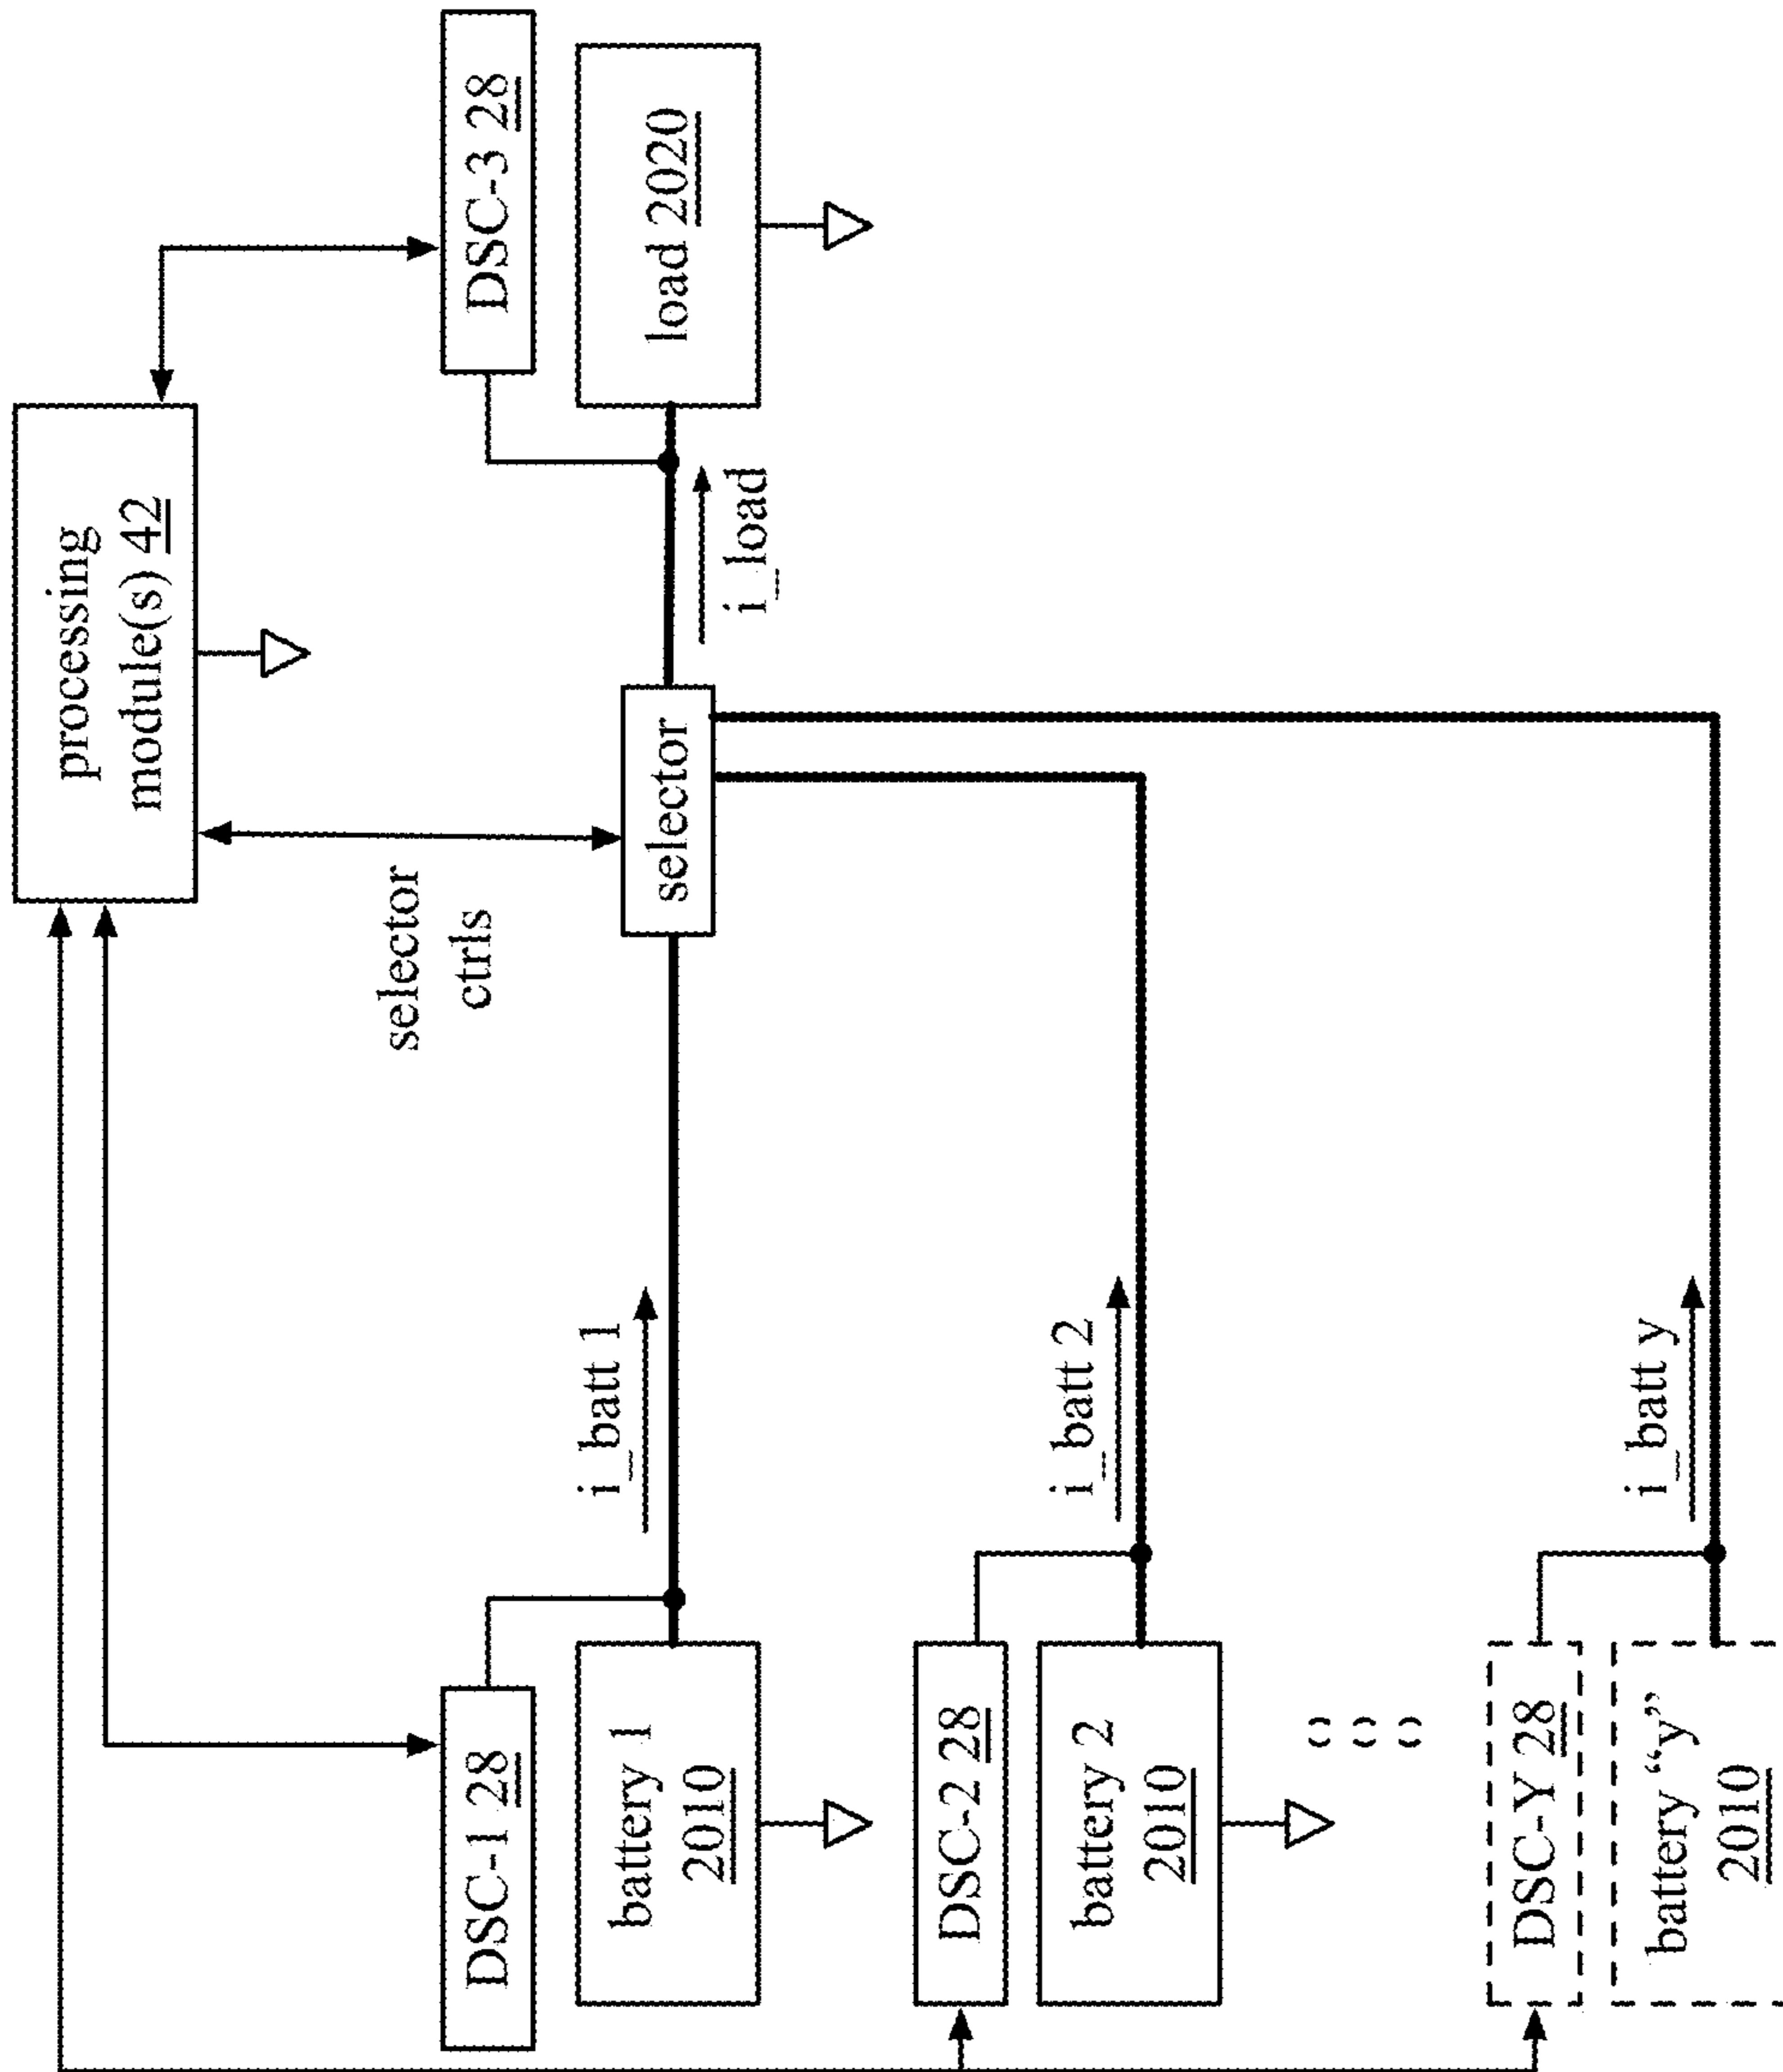 processing
module(s) 42
selector
ctrls
DSC-1 28
battery 1
2010
i_batt 1
selector
i_load
DSC-3 28
load 2020
DSC-2 28
battery 2
2010
i_batt 2
DSC-Y 28
battery “y”
2010
i_batt y